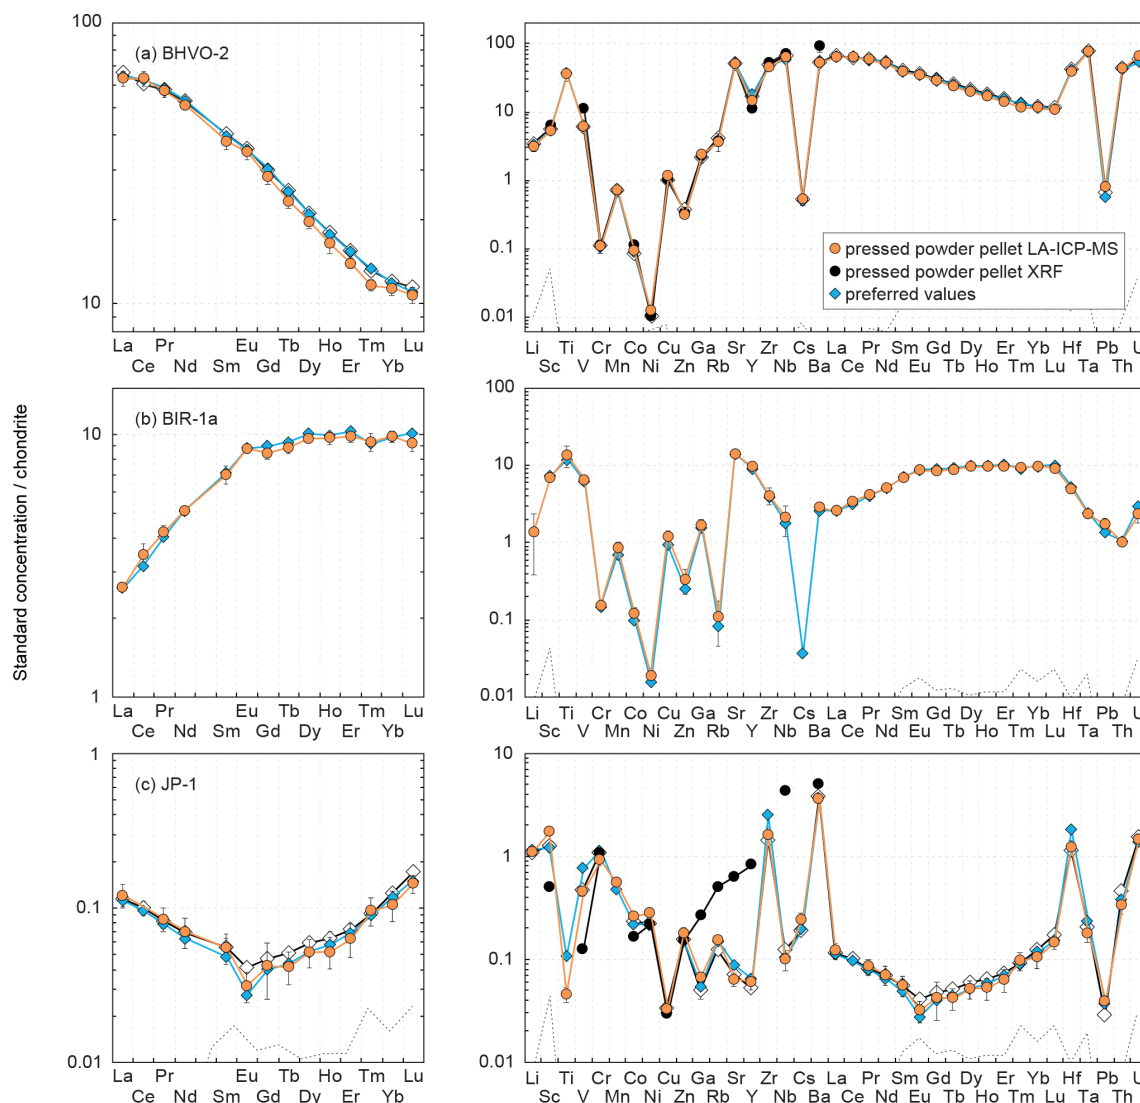 Standard concentration / chondrite
100
(a) BHVO-2
10
La Pr Eu Tb Ho Tm Lu
Ce Nd Sm Gd Dy Er Yb
100
10
1
0.1
0.01
pressed powder pellet LA-ICP-MS
pressed powder pellet XRF
preferred values
Li Ti Cr Co Cu Ga Sr Zr Cs La Pr Sm Gd Dy Er Yb Hf Pb U
Sc V Mn Ni Zn Rb Y Nb Ba Ce Nd Eu Tb Ho Tm Lu Ta Th
(b) BIR-1a
10
1
La Pr Eu Tb Ho Tm Lu
Ce Nd Sm Gd Dy Er Yb
100
10
1
0.1
0.01
Li Ti Cr Co Cu Ga Sr Zr Cs La Pr Sm Gd Dy Er Yb Hf Pb U
Sc V Mn Ni Zn Rb Y Nb Ba Ce Nd Eu Tb Ho Tm Lu Ta Th
1
(c) JP-1
0.1
0.01
La Pr Eu Tb Ho Tm Lu
Ce Nd Sm Gd Dy Er Yb
10
1
0.1
0.01
Li Ti Cr Co Cu Ga Sr Zr Cs La Pr Sm Gd Dy Er Yb Hf Pb U
Sc V Mn Ni Zn Rb Y Nb Ba Ce Nd Eu Tb Ho Tm Lu Ta Th